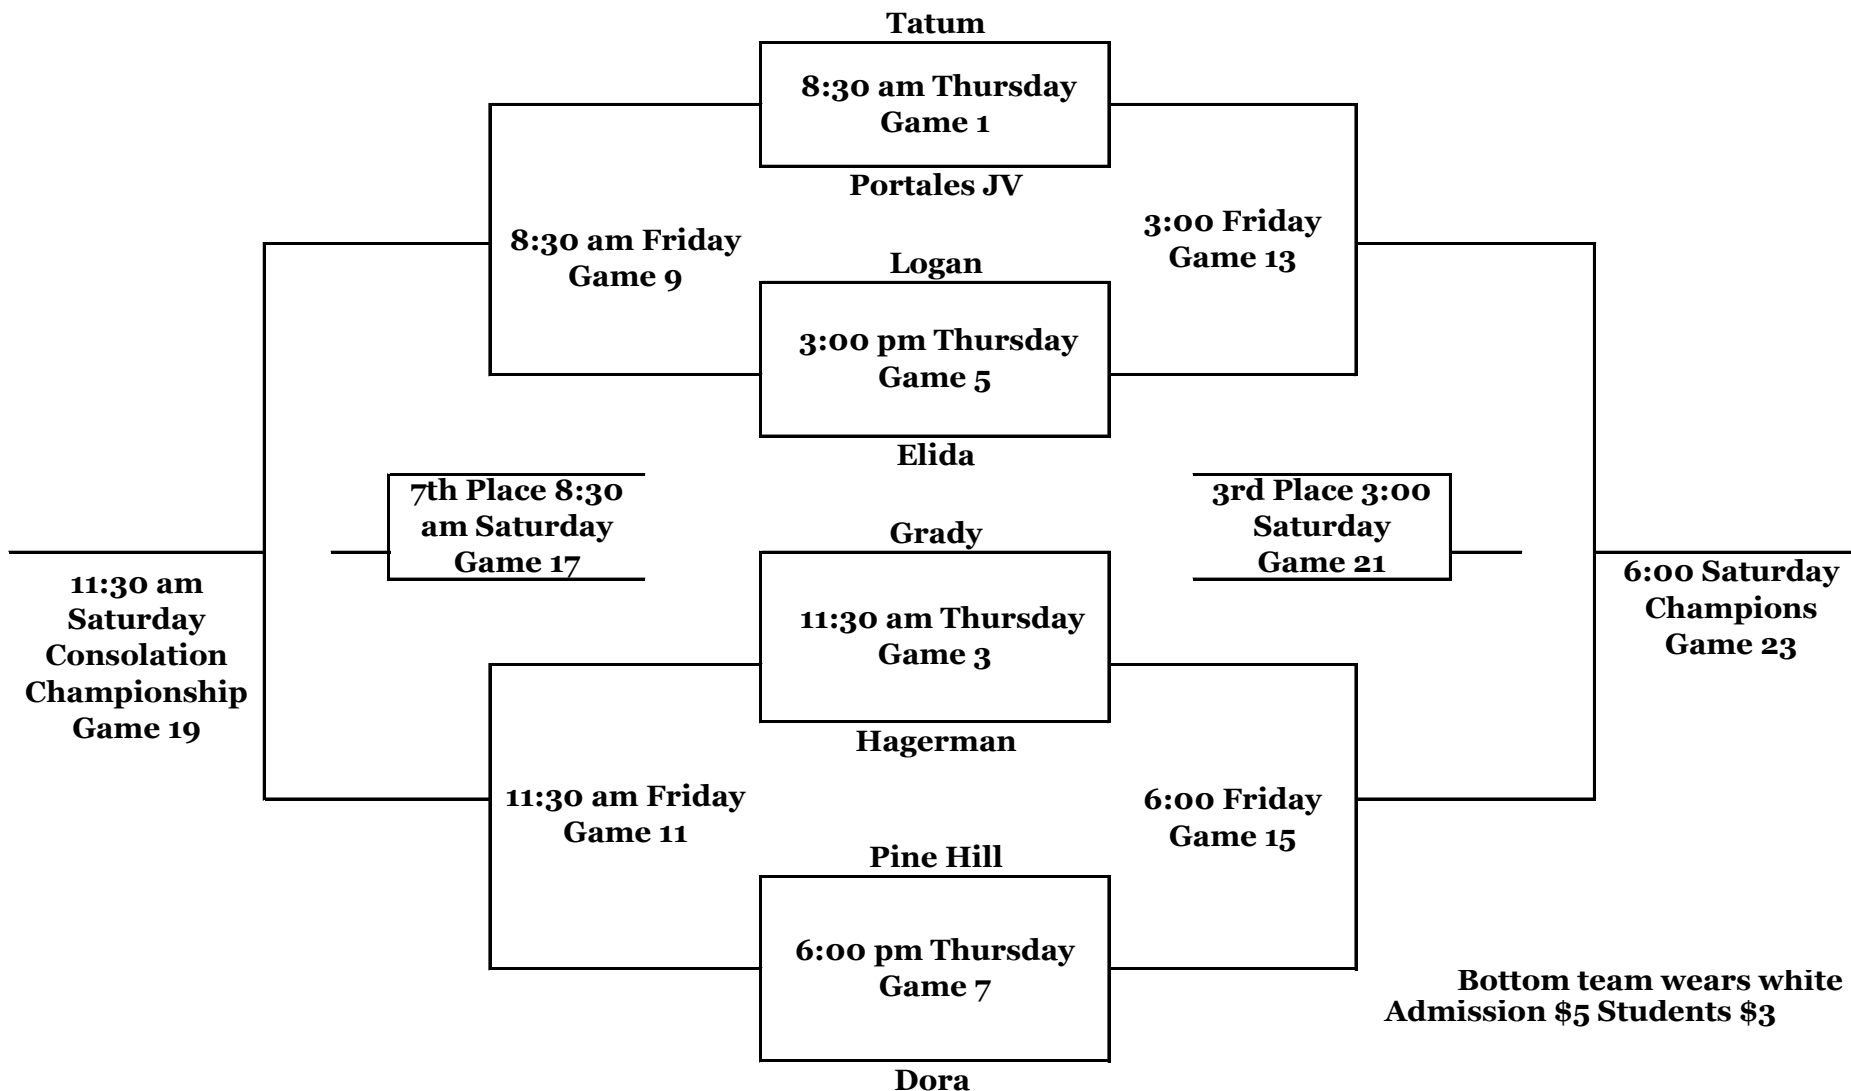 Tatum
8:30 am Thursday
Game 1
Portales JV
8:30 am Friday
Game 9
3:00 Friday
Game 13
Logan
3:00 pm Thursday
Game 5
Elida
7th Place 8:30
am Saturday
Game 17
3rd Place 3:00
Saturday
Game 21
Grady
11:30 am Thursday
Game 3
Hagerman
11:30 am
Saturday
Consolation
Championship
Game 19
6:00 Saturday
Champions
Game 23
11:30 am Friday
Game 11
6:00 Friday
Game 15
Pine Hill
6:00 pm Thursday
Game 7
Dora
Bottom team wears white
Admission $5 Students $3